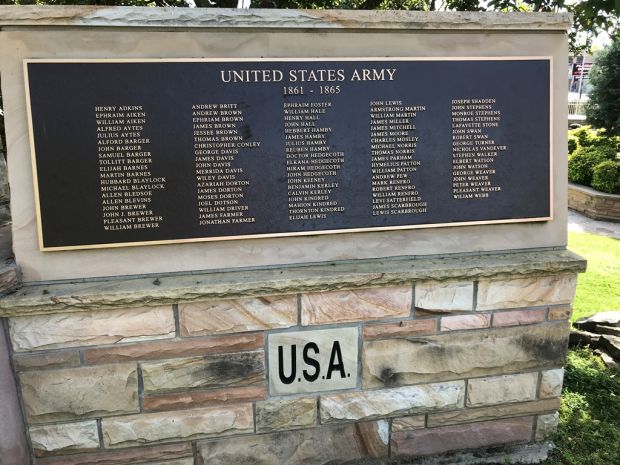 UNITED STATES ARMY
1861 - 1865
HENRY ADKINS
EPHRAIM AIKEN
WILLIAM AIKEN
ALFRED AYTES
JULIUS AYTES
ALFORD BARGER
JOHN BARGER
SAMUEL BARGER
TOLLITT BARGER
ELIJAH BARNES
MARTIN BARNES
HUBBARD BLAYLOCK
MICHAEL BLAYLOCK
ALLEN BLEDSOE
ALLEN BLEVINS
JOHN BREWER
JOHN J. BREWER
PLEASANT BREWER
WILLIAM BREWER
ANDREW BRITT
ANDREW BROWN
EPHRIAM BROWN
JAMES BROWN
JESSEE BROWN
THOMAS BROWN
CHRISTOPHER CONLEY
GEORGE DAVIS
JAMES DAVIS
JOHN DAVIS
MERRIDA DAVIS
WILEY DAVIS
AZARIAH DORTON
JAMES DORTON
MOSES DORTON
JOEL DOTSON
WILLIAM DRIVER
JAMES FARMER
JONATHAN FARMER
EPHRAIM FOSTER
WILLIAM HALE
HENRY HALL
JOHN HALL
HEBBERT HAMBY
JAMES HAMBY
JULIUS HAMBY
REUBEN HAMBY
DOCTOR HEDGECOTH
ELKANA HEDGECOTH
HIRAM HEDGECOTH
JOHN HEDGECOTH
JOHN KEENEY
BENJAMIN KERLEY
CALVIN KERLEY
JOHN KINDRED
MAHION KINDRED
THORNTON KINDRED
ELIJAH LEWIS
JOHN LEWIS
ARMSTRONG MARTIN
WILLIAM MARTIN
JAMES MILLER
JAMES MITCHELL
JAMES MOORE
CHARLES MOSLEY
MICHAEL NORRIS
THOMAS NORRIS
JAMES PARHAM
HYMELIUS PATTON
WILLIAM PATTON
ANDREW PEW
MARK RENFRO
ROBERT RENFRO
WILLIAM RENFRO
LEVI SATTERFIELD
JAMES SCARBROUGH
LEWIS SCARBROUGH
JOSEPH SHADDEN
JOHN STEPHENS
MONROE STEPHENS
THOMAS STEPHENS
LAFAYETTE STONE
JOHN SWAN
ROBERT SWAN
GEORGE TURNER
NICKOLAS VANDEVER
STEPHEN WALKER
ELBERT WATSON
JOHN WATSON
GEORGE WEAVER
JOHN WEAVER
PETER WEAVER
PLEASANT WEAVER
WILLIAM WEBB
U.S.A.